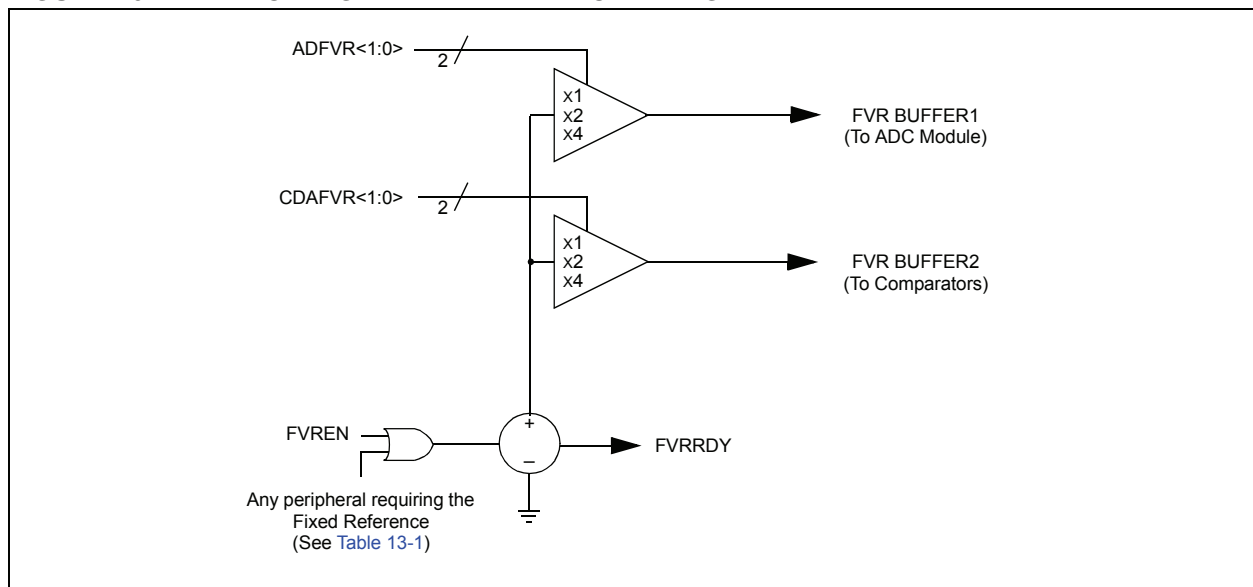 ADFVR<1:0>
2
x1
x2
x4
FVR BUFFER1
(To ADC Module)
CDAFVR<1:0>
2
x1
x2
x4
FVR BUFFER2
(To Comparators)
+
FVREN
_
FVRRDY
Any peripheral requiring the
Fixed Reference
(See Table 13-1)